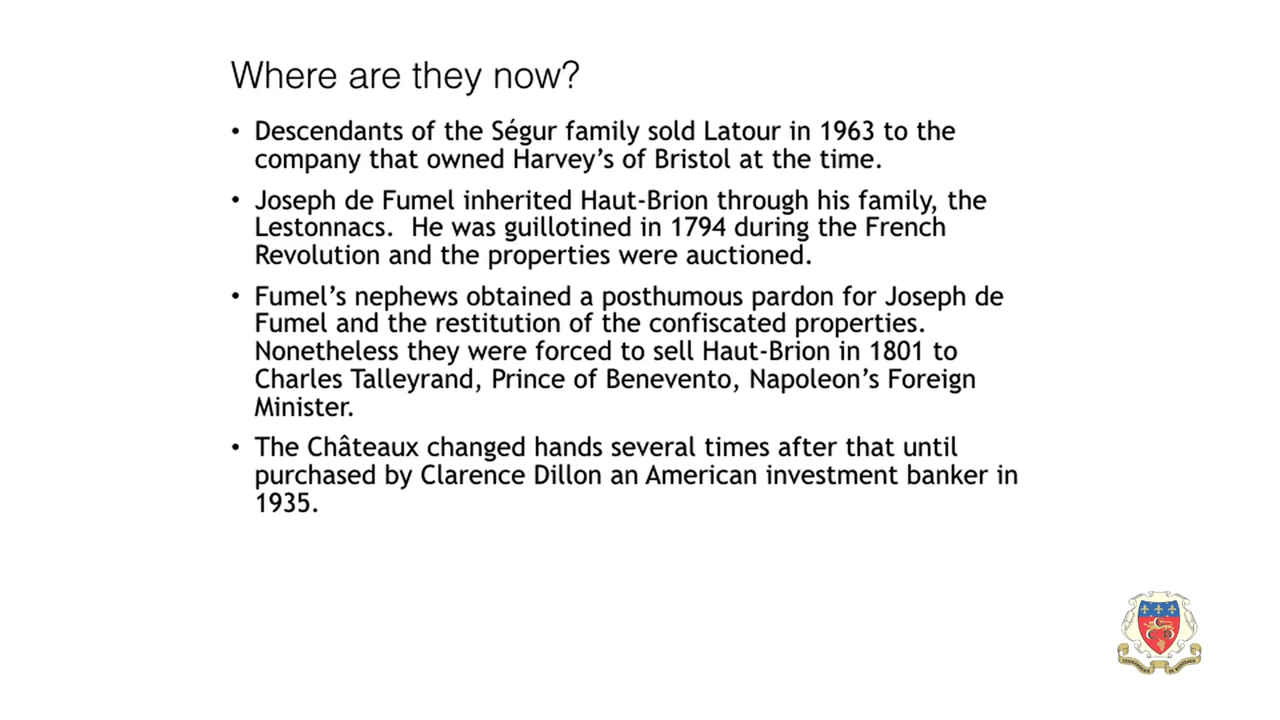 Where are they now?
• Descendants of the Ségur family sold Latour in 1963 to the
company that owned Harvey’s of Bristol at the time.
• Joseph de Fumel inherited Haut-Brion through his family, the
Lestonnacs.  He was guillotined in 1794 during the French
Revolution and the properties were auctioned.
• Fumel’s nephews obtained a posthumous pardon for Joseph de
Fumel and the restitution of the confiscated properties.
Nonetheless they were forced to sell Haut-Brion in 1801 to
Charles Talleyrand, Prince of Benevento, Napoleon’s Foreign
Minister.
• The Châteaux changed hands several times after that until
purchased by Clarence Dillon an American investment banker in
1935.
COMMANDERIE DE BORDEAUX